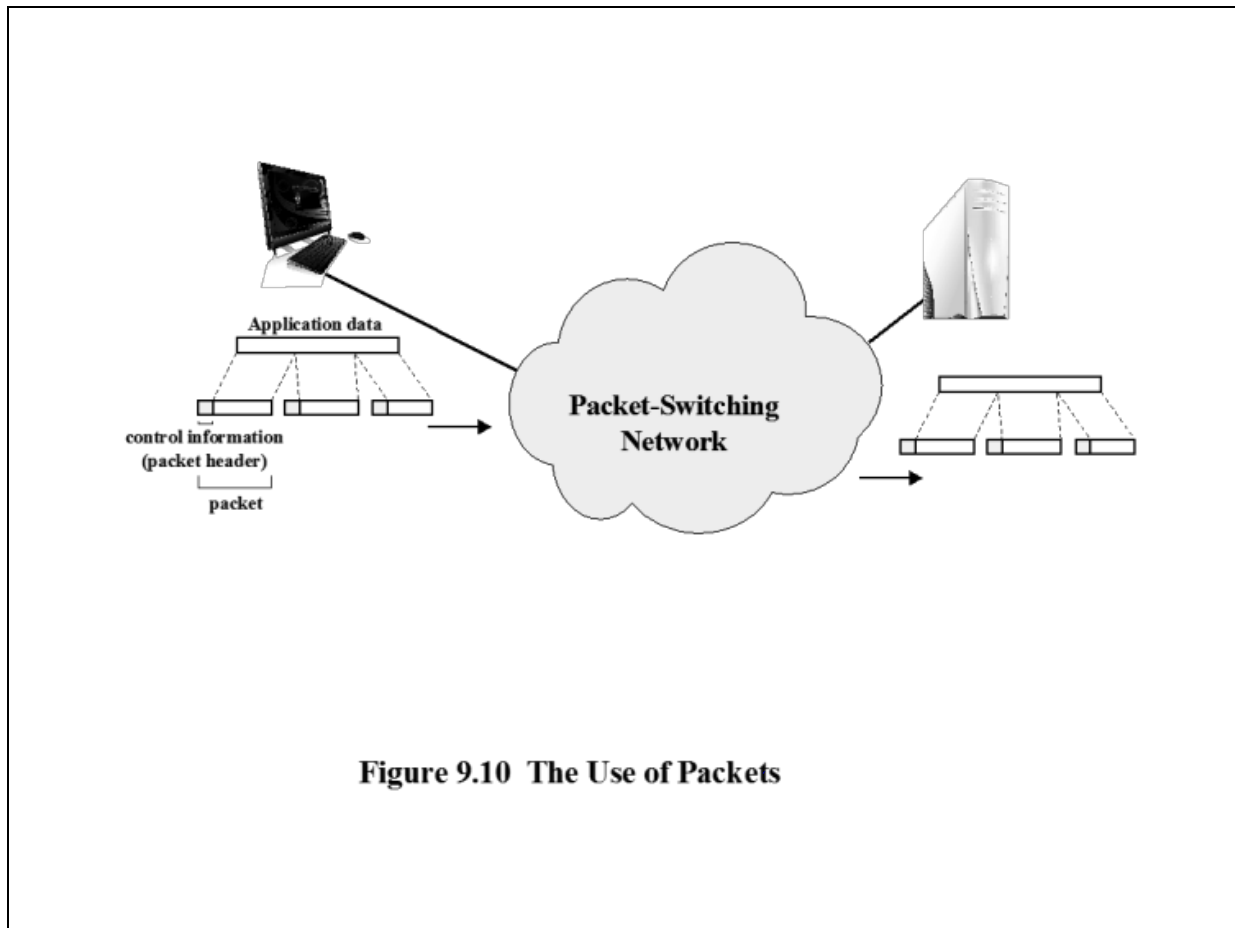 Application data
control information
(packet header)
packet
Packet-Switching
Network
Figure 9.10 The Use of Packets